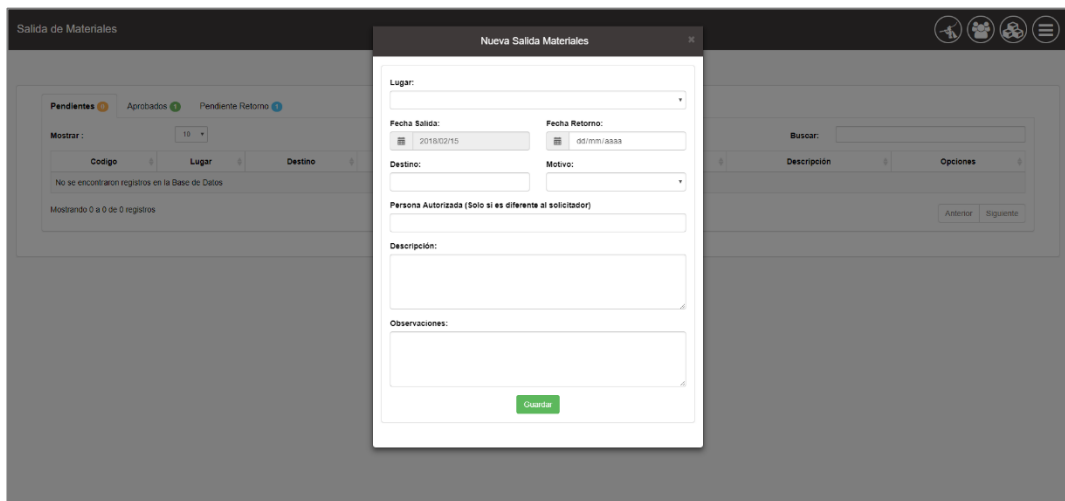 Salida de Materiales
Nueva Salida Materiales ×
Lugar:
Pendientes 0 Aprobados 1 Pendiente Retorno 1
Fecha Salida: Fecha Retorno:
Mostrar : 10 Buscar:
2018/02/15 dd/mm/aaaa
Codigo Lugar Destino Descripción Opciones
Destino: Motivo:
No se encontraron registros en la Base de Datos
Persona Autorizada (Solo si es diferente al solicitador)
Mostrando 0 a 0 de 0 registros Anterior Siguiente
Descripción:
Observaciones:
Guardar